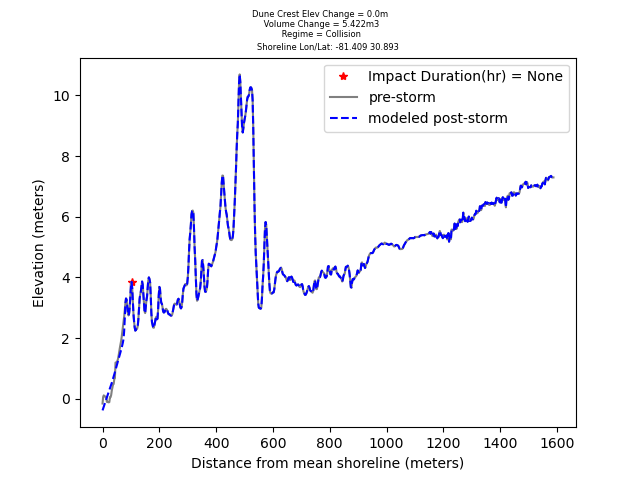 Dune Crest Elev Change = 0.0m
Volume Change = 5.422m3
Regime = Collision
Shoreline Lon/Lat: -81.409 30.893
Impact Duration(hr) = None
pre-storm
modeled post-storm
Elevation (meters)
10
8
6
4
2
0
0 200 400 600 800 1000 1200 1400 1600
Distance from mean shoreline (meters)